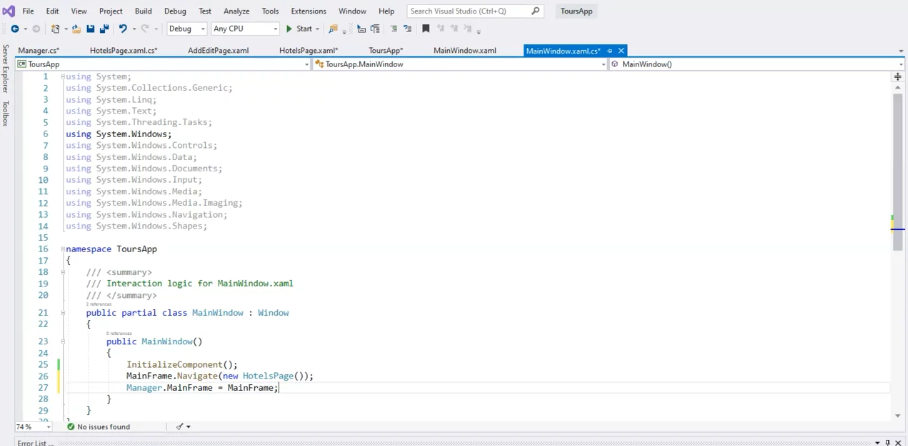 File Edit View Project Build Debug Test Analyze Tools Extensions Window Help Search Visual Studio (Ctrl+Q) ToursApp
Debug Any CPU Start
Manager.cs* HotelsPage.xaml.cs* AddEditPage.xaml HotelsPage.xaml* ToursApp* MainWindow.xaml MainWindow.xaml.cs*
ToursApp ToursApp.MainWindow MainWindow()
Server Explorer
Toolbox
1 using System;
2 using System.Collections.Generic;
3 using System.Linq;
4 using System.Text;
5 using System.Threading.Tasks;
6 using System.Windows;
7 using System.Windows.Controls;
8 using System.Windows.Data;
9 using System.Windows.Documents;
10 using System.Windows.Input;
11 using System.Windows.Media;
12 using System.Windows.Media.Imaging;
13 using System.Windows.Navigation;
14 using System.Windows.Shapes;
15
16 namespace ToursApp
17 {
18 /// <summary>
19 /// Interaction logic for MainWindow.xaml
20 /// </summary>
references
21 public partial class MainWindow : Window
22 {
references
23 public MainWindow()
24 {
25 InitializeComponent();
26 MainFrame.Navigate(new HotelsPage());
27 Manager.MainFrame = MainFrame;
28 }
29 }
74 % No issues found
Error List ...